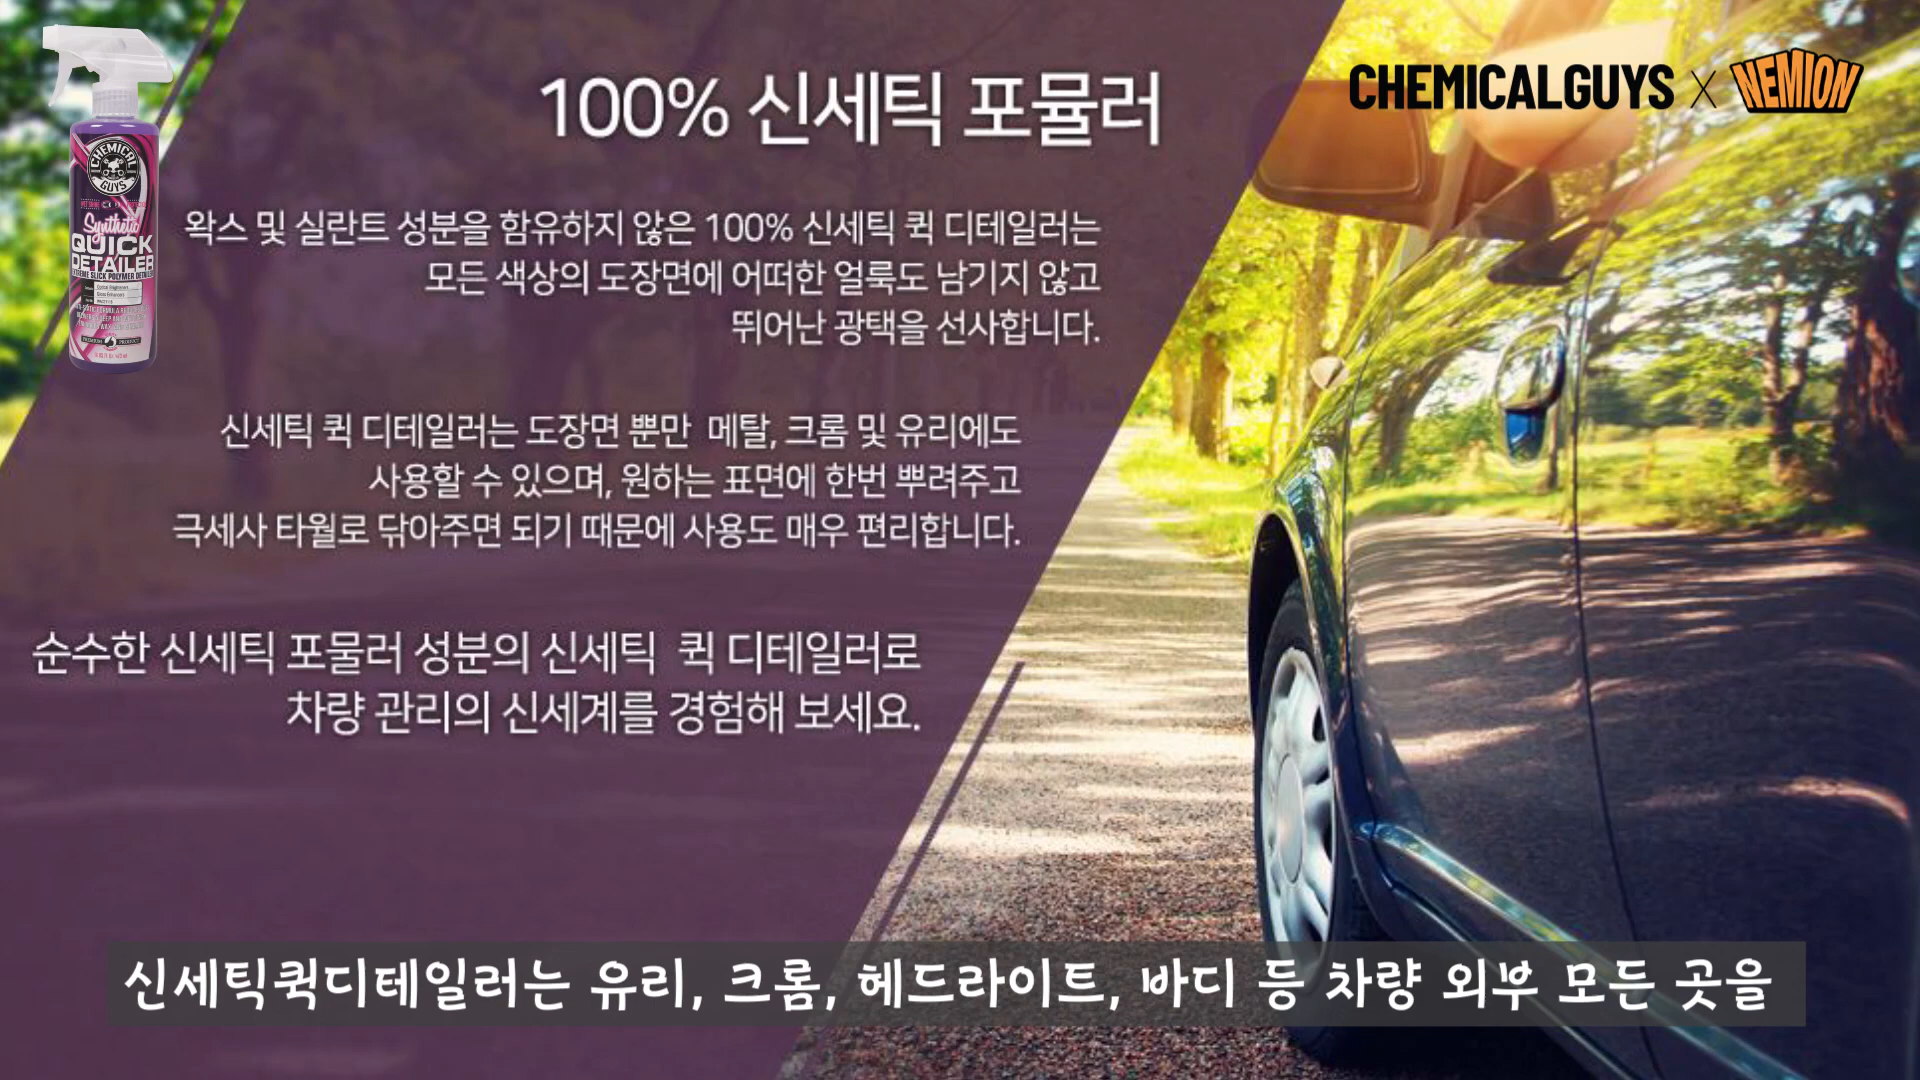 CHEMICALGUYS X NEMION
100% 신세틱 포뮬러
왁스 및 실란트 성분을 함유하지 않은 100% 신세틱 퀵 디테일러는
모든 색상의 도장면에 어떠한 얼룩도 남기지 않고
뛰어난 광택을 선사합니다.
신세틱 퀵 디테일러는 도장면 뿐만 메탈, 크롬 및 유리에도
사용할 수 있으며, 원하는 표면에 한번 뿌려주고
극세사 타월로 닦아주면 되기 때문에 사용도 매우 편리합니다.
순수한 신세틱 포물러 성분의 신세틱 퀵 디테일러로
차량 관리의 신세계를 경험해 보세요.
CHEMICAL
GUYS
Synthetic
QUICK
DETAILER
EXTREME SLICK POLYMER DETAILER
PREMIUM PRODUCT
신세틱퀵디테일러는 유리, 크롬, 헤드라이트, 바디 등 차량 외부 모든 곳을